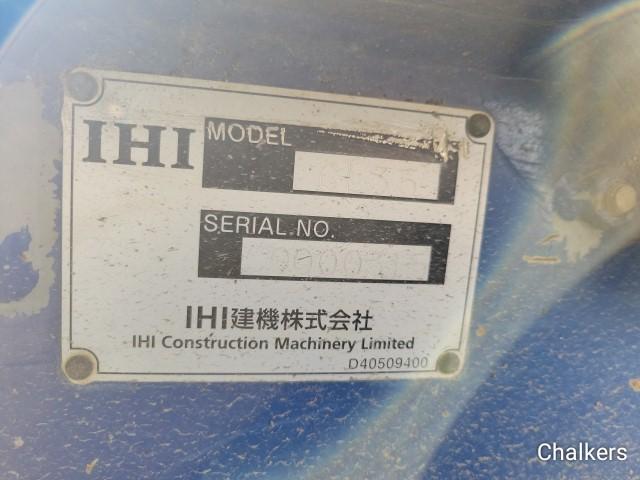 IHI
MODEL
SERIAL NO.
IHI建機株式会社
IHI Construction Machinery Limited
D40509400
Chalkers